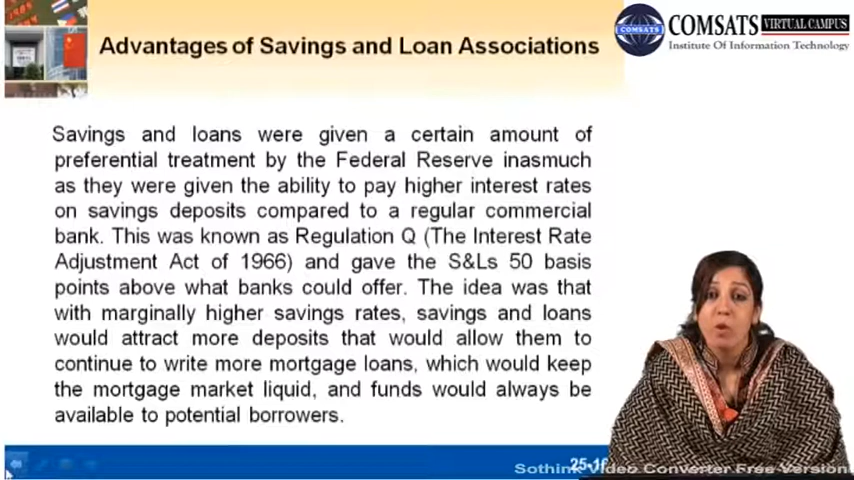 Advantages of Savings and Loan Associations
COMSATS
COMSATS VIRTUAL CAMPUS
Institute Of Information Technology
Savings and loans were given a certain amount of
preferential treatment by the Federal Reserve inasmuch
as they were given the ability to pay higher interest rates
on savings deposits compared to a regular commercial
bank. This was known as Regulation Q (The Interest Rate
Adjustment Act of 1966) and gave the S&Ls 50 basis
points above what banks could offer. The idea was that
with marginally higher savings rates, savings and loans
would attract more deposits that would allow them to
continue to write more mortgage loans, which would keep
the mortgage market liquid, and funds would always be
available to potential borrowers.
Sothink Video Converter Free Version